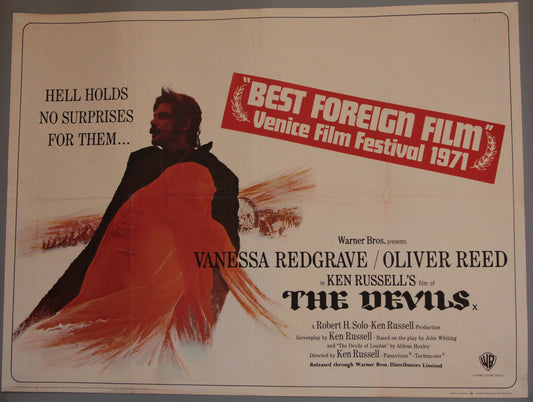 HELL HOLDS
NO SURPRISES
FOR THEM...
"BEST FOREIGN FILM"
Venice Film Festival 1971
Warner Bros. presents
VANESSA REDGRAVE / OLIVER REED
in KEN RUSSELL'S film of
THE DEVILS X
A Robert H. Solo-Ken Russell Production
Screenplay by Ken Russell - Based on the play by John Whiting
and "The Devils of Loudun" by Aldous Huxley
Directed by Ken Russell - Panavision® - Technicolor®
Released through Warner Bros. Distributors Limited
WB